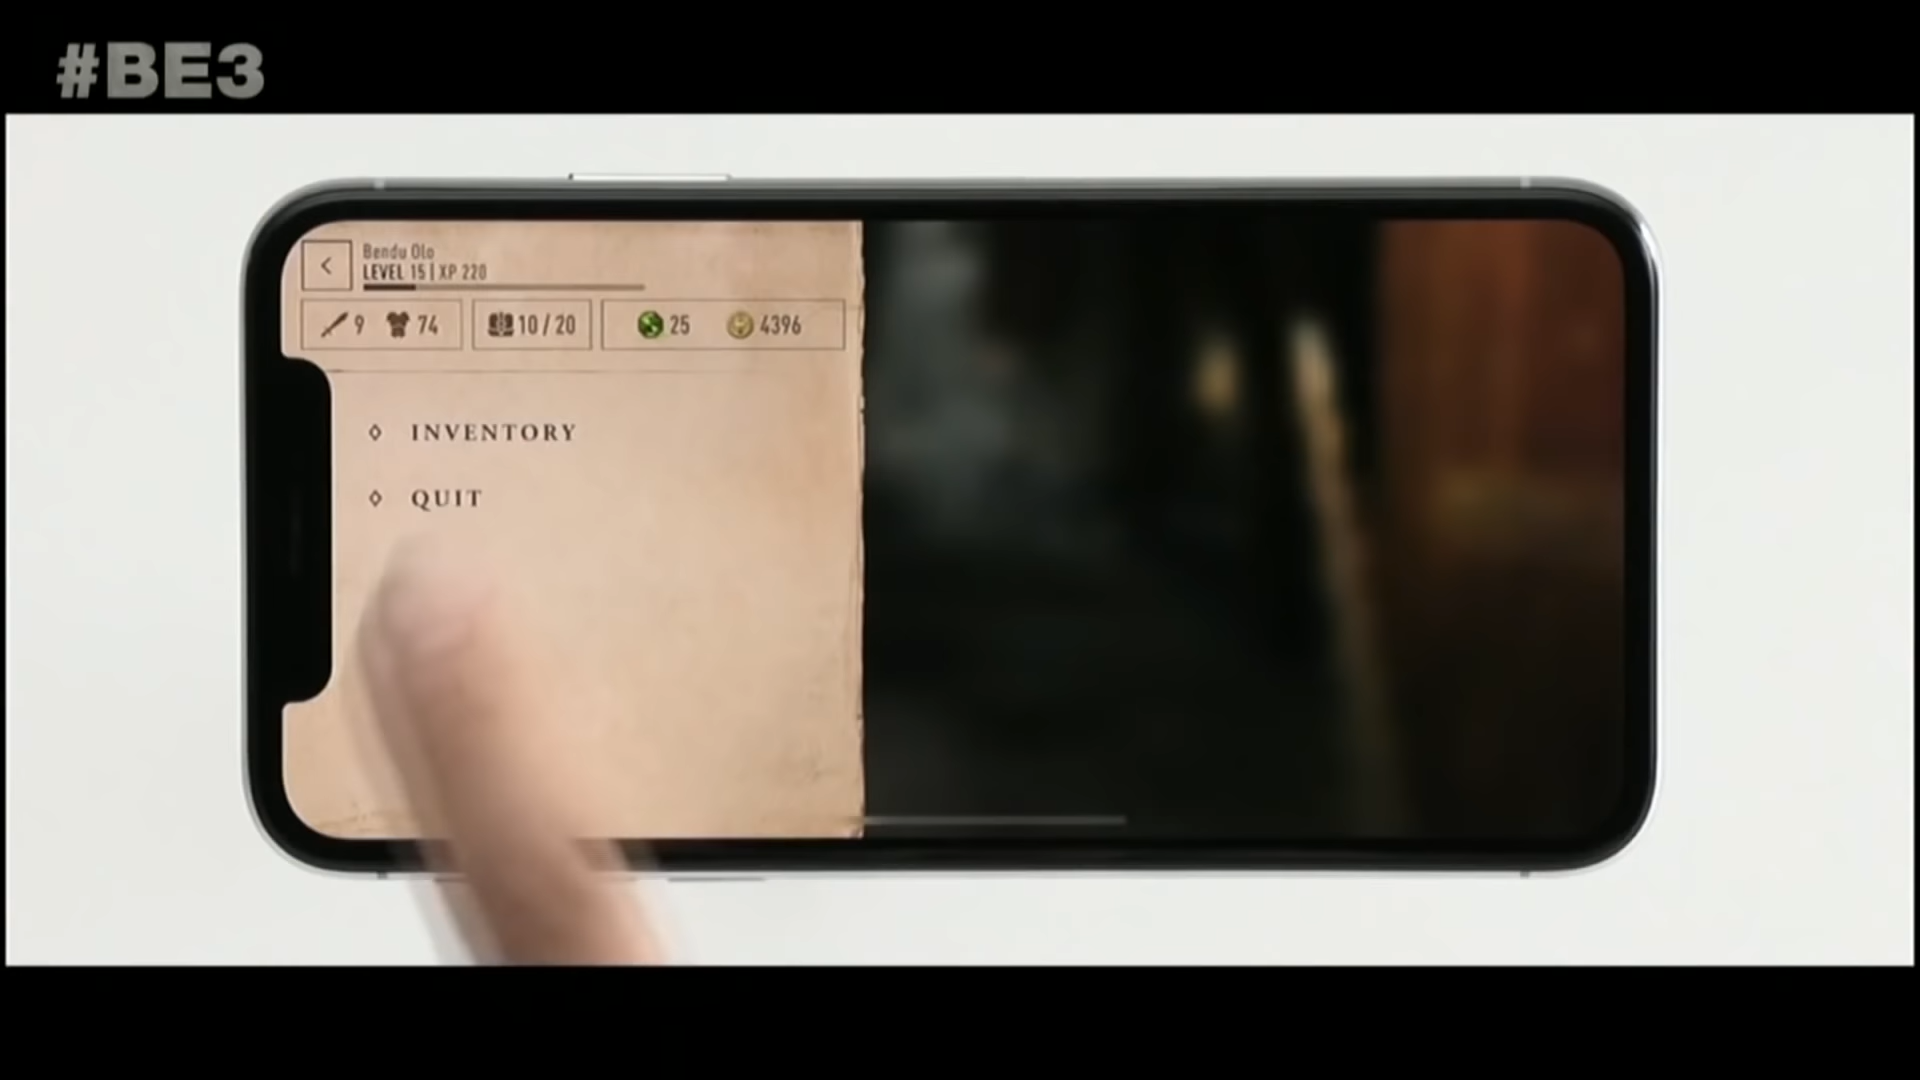 #BE3
Bendu Olo
LEVEL 15 | XP 220
9 74 10 / 20 25 4396
INVENTORY
QUIT